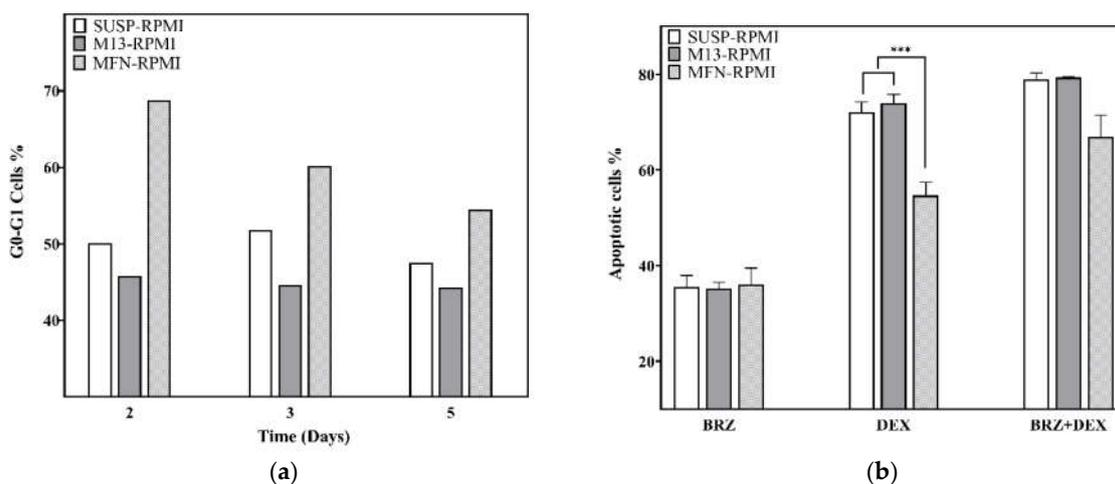 SUSP-RPMI
M13-RPMI
MFN-RPMI
70
60
50
40
G0-G1 Cells %
2 3 5
Time (Days)
(a)
SUSP-RPMI
M13-RPMI
MFN-RPMI
***
80
60
40
20
Apoptotic cells %
BRZ DEX BRZ+DEX
(b)